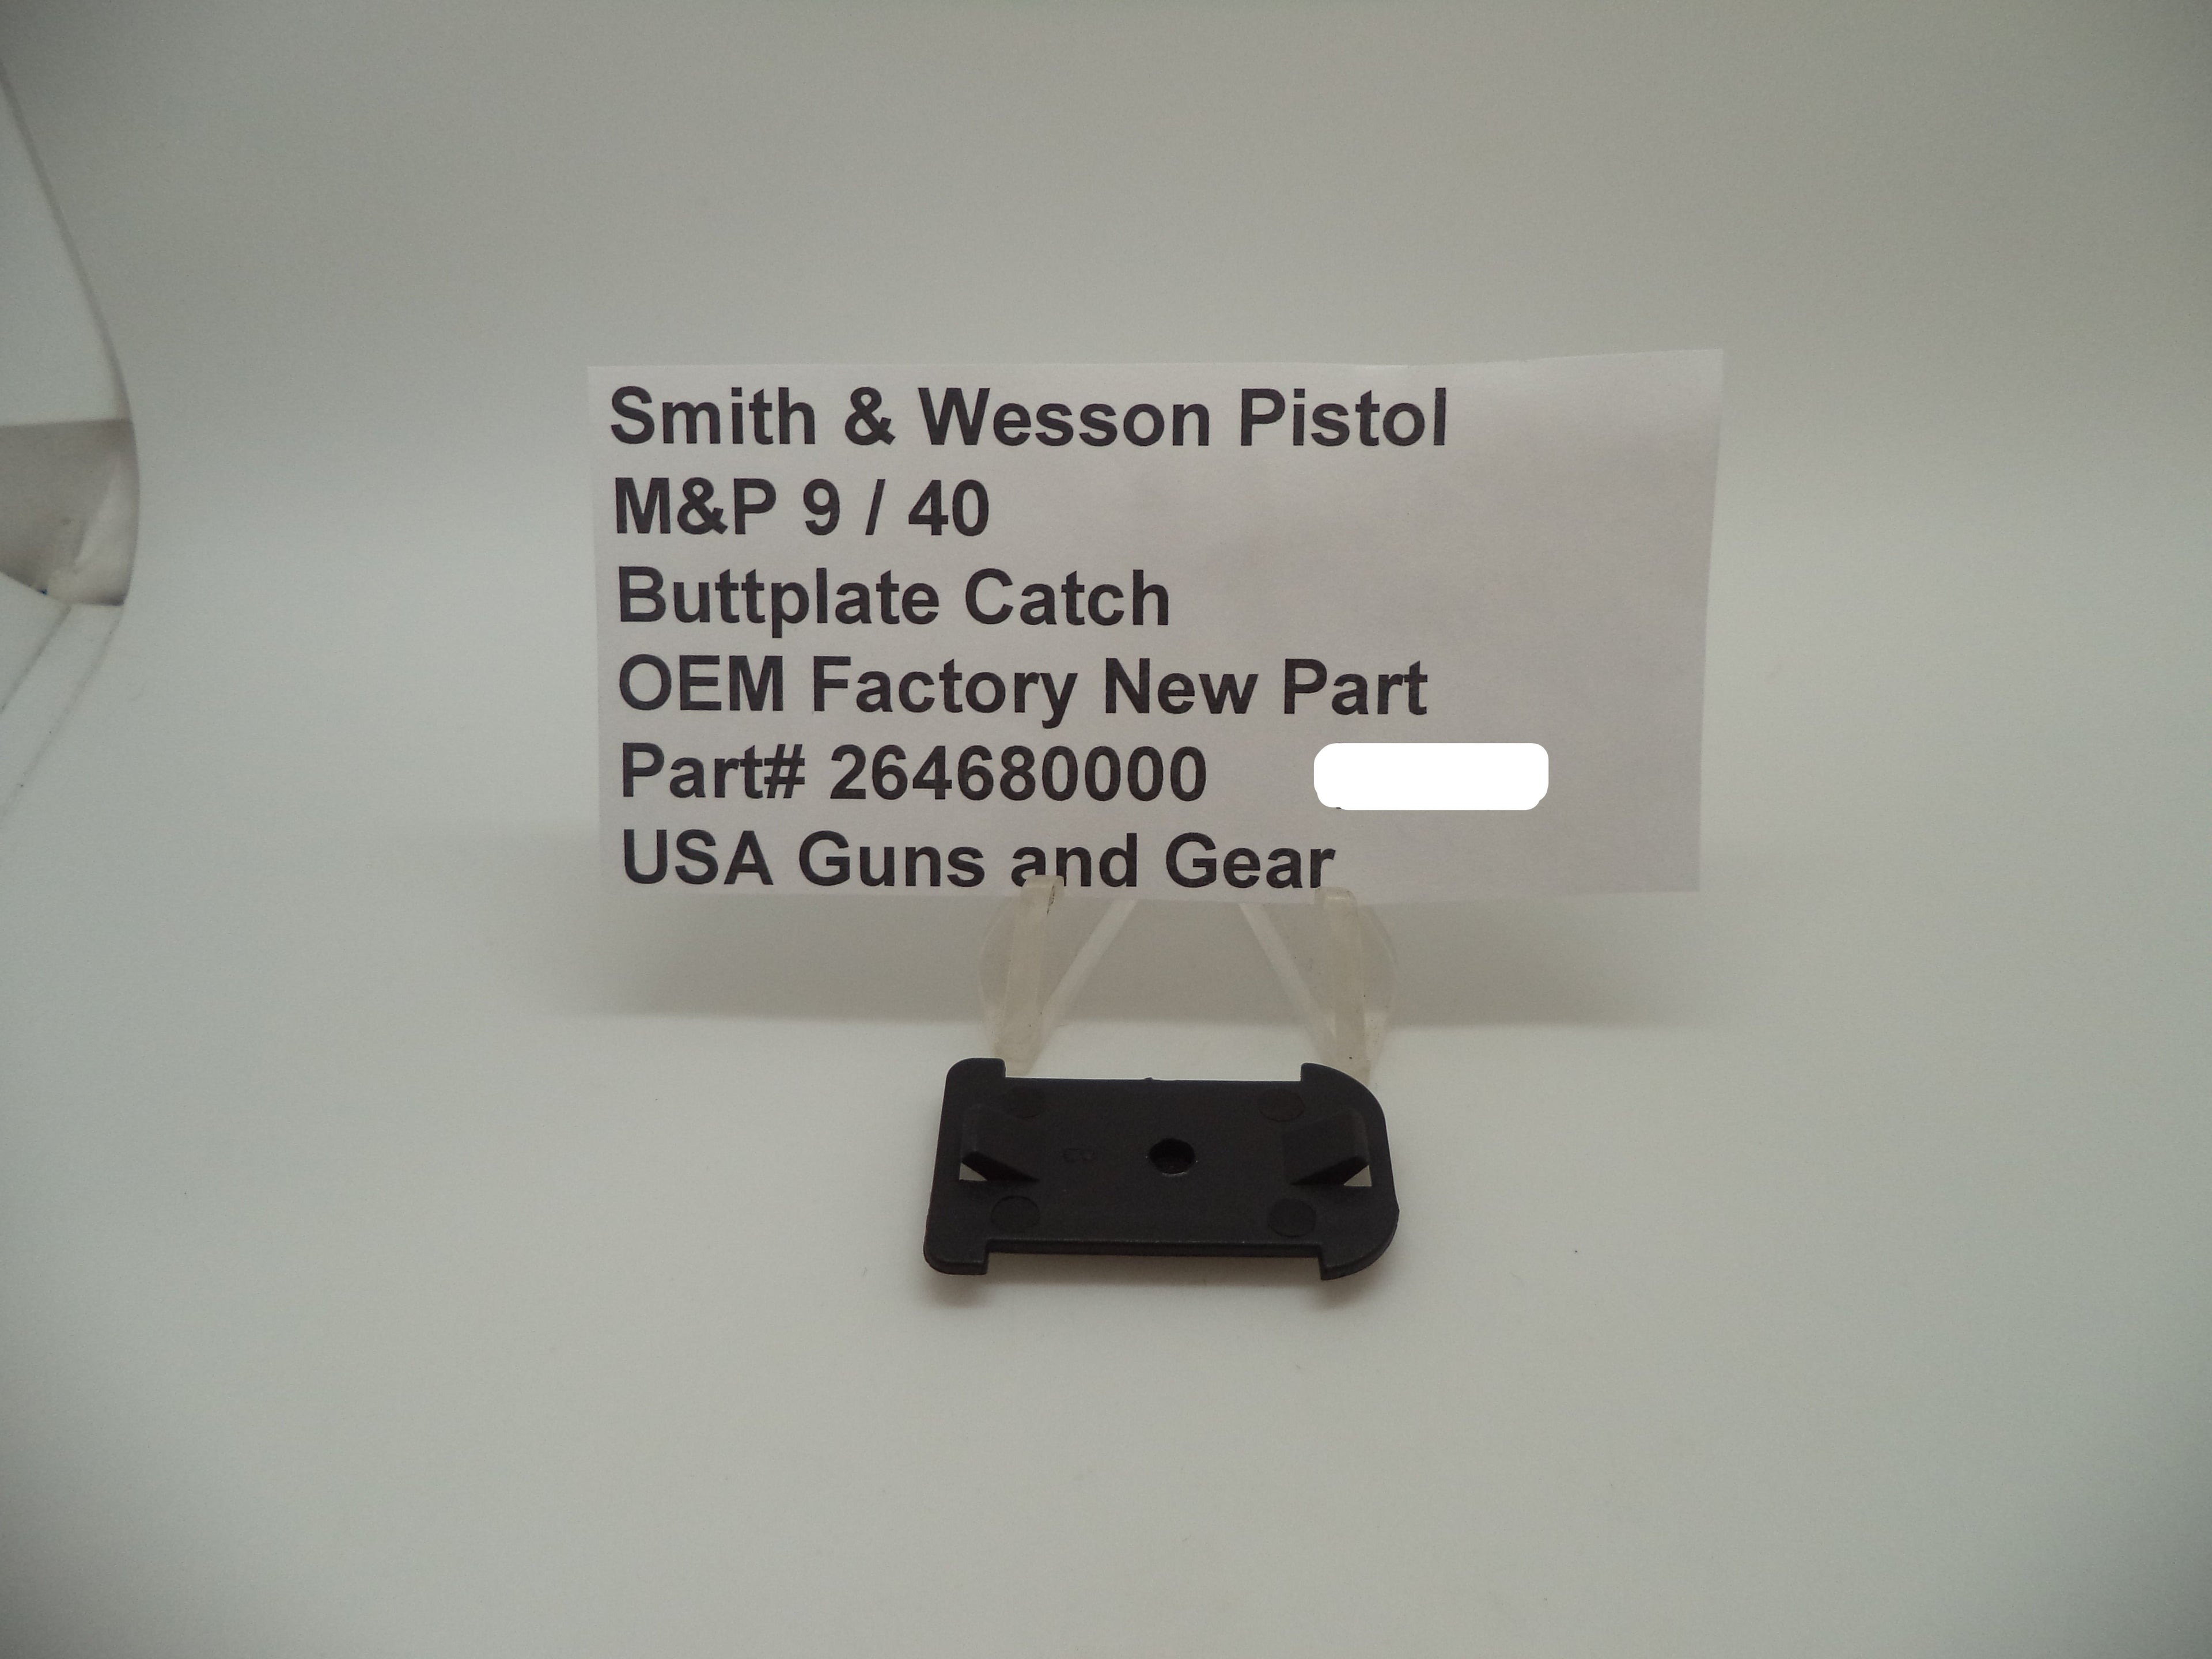 Smith & Wesson Pistol
M&P 9 / 40
Buttplate Catch
OEM Factory New Part
Part# 264680000
USA Guns and Gear